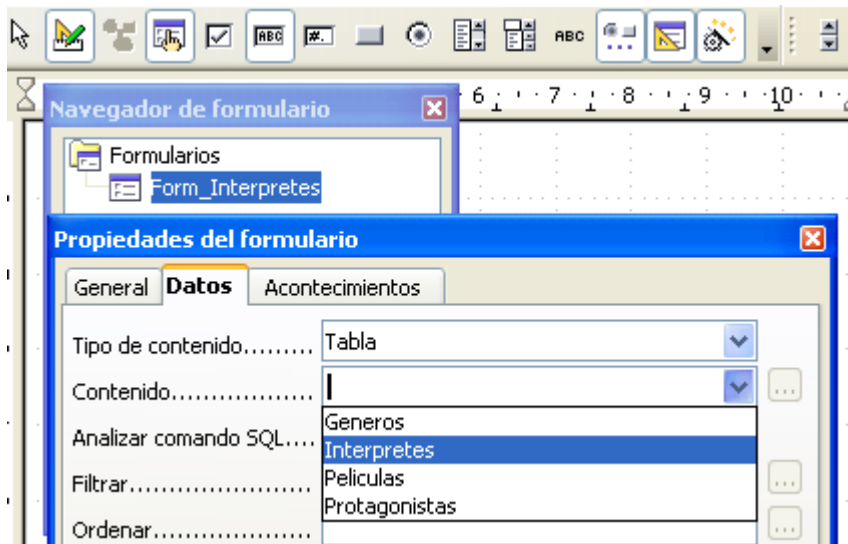 ABC #. ABC
6 7 8 9 10
Navegador de formulario
Formularios
Form_Interpretes
Propiedades del formulario
General Datos Acontecimientos
Tipo de contenido......... Tabla
Contenido................... ...
Generos
Analizar comando SQL....
Interpretes
Filtrar........................ Peliculas ...
Protagonistas
Ordenar..................... ...